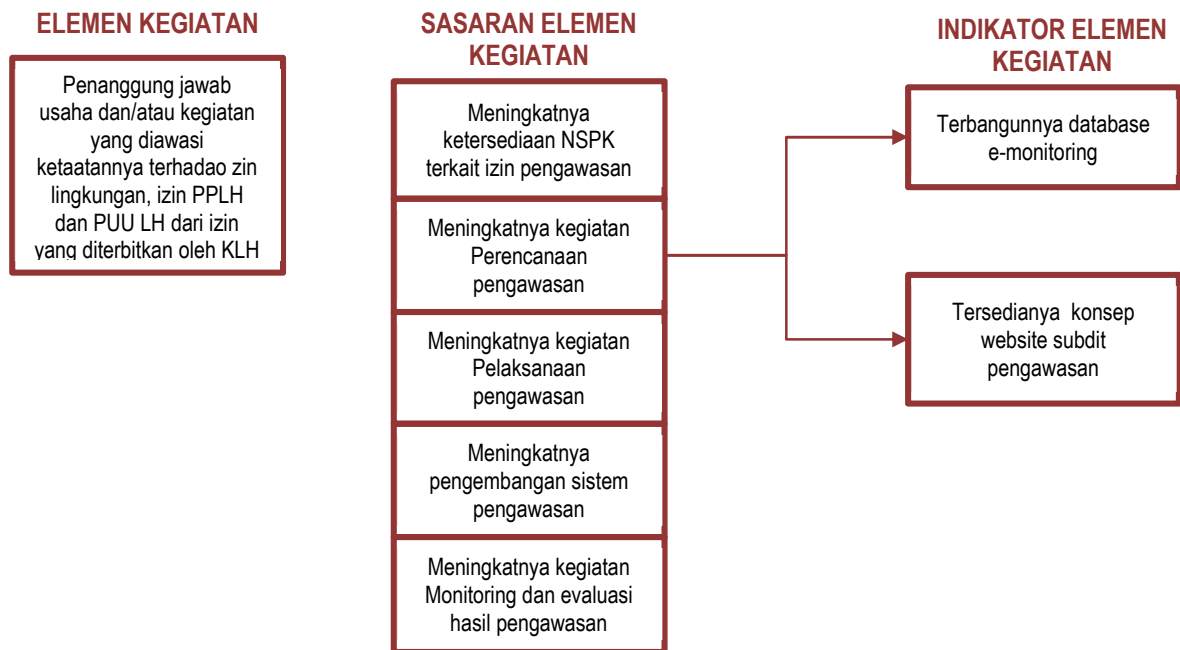 ELEMEN KEGIATAN
Penanggung jawab
usaha dan/atau kegiatan
yang diawasi
ketaatannya terhadao zin
lingkungan, izin PPLH
dan PUU LH dari izin
yang diterbitkan oleh KLH
SASARAN ELEMEN
KEGIATAN
Meningkatnya
ketersediaan NSPK
terkait izin pengawasan
Meningkatnya kegiatan
Perencanaan
pengawasan
Meningkatnya kegiatan
Pelaksanaan
pengawasan
Meningkatnya
pengembangan sistem
pengawasan
Meningkatnya kegiatan
Monitoring dan evaluasi
hasil pengawasan
INDIKATOR ELEMEN
KEGIATAN
Terbangunnya database
e-monitoring
Tersedianya konsep
website subdit
pengawasan